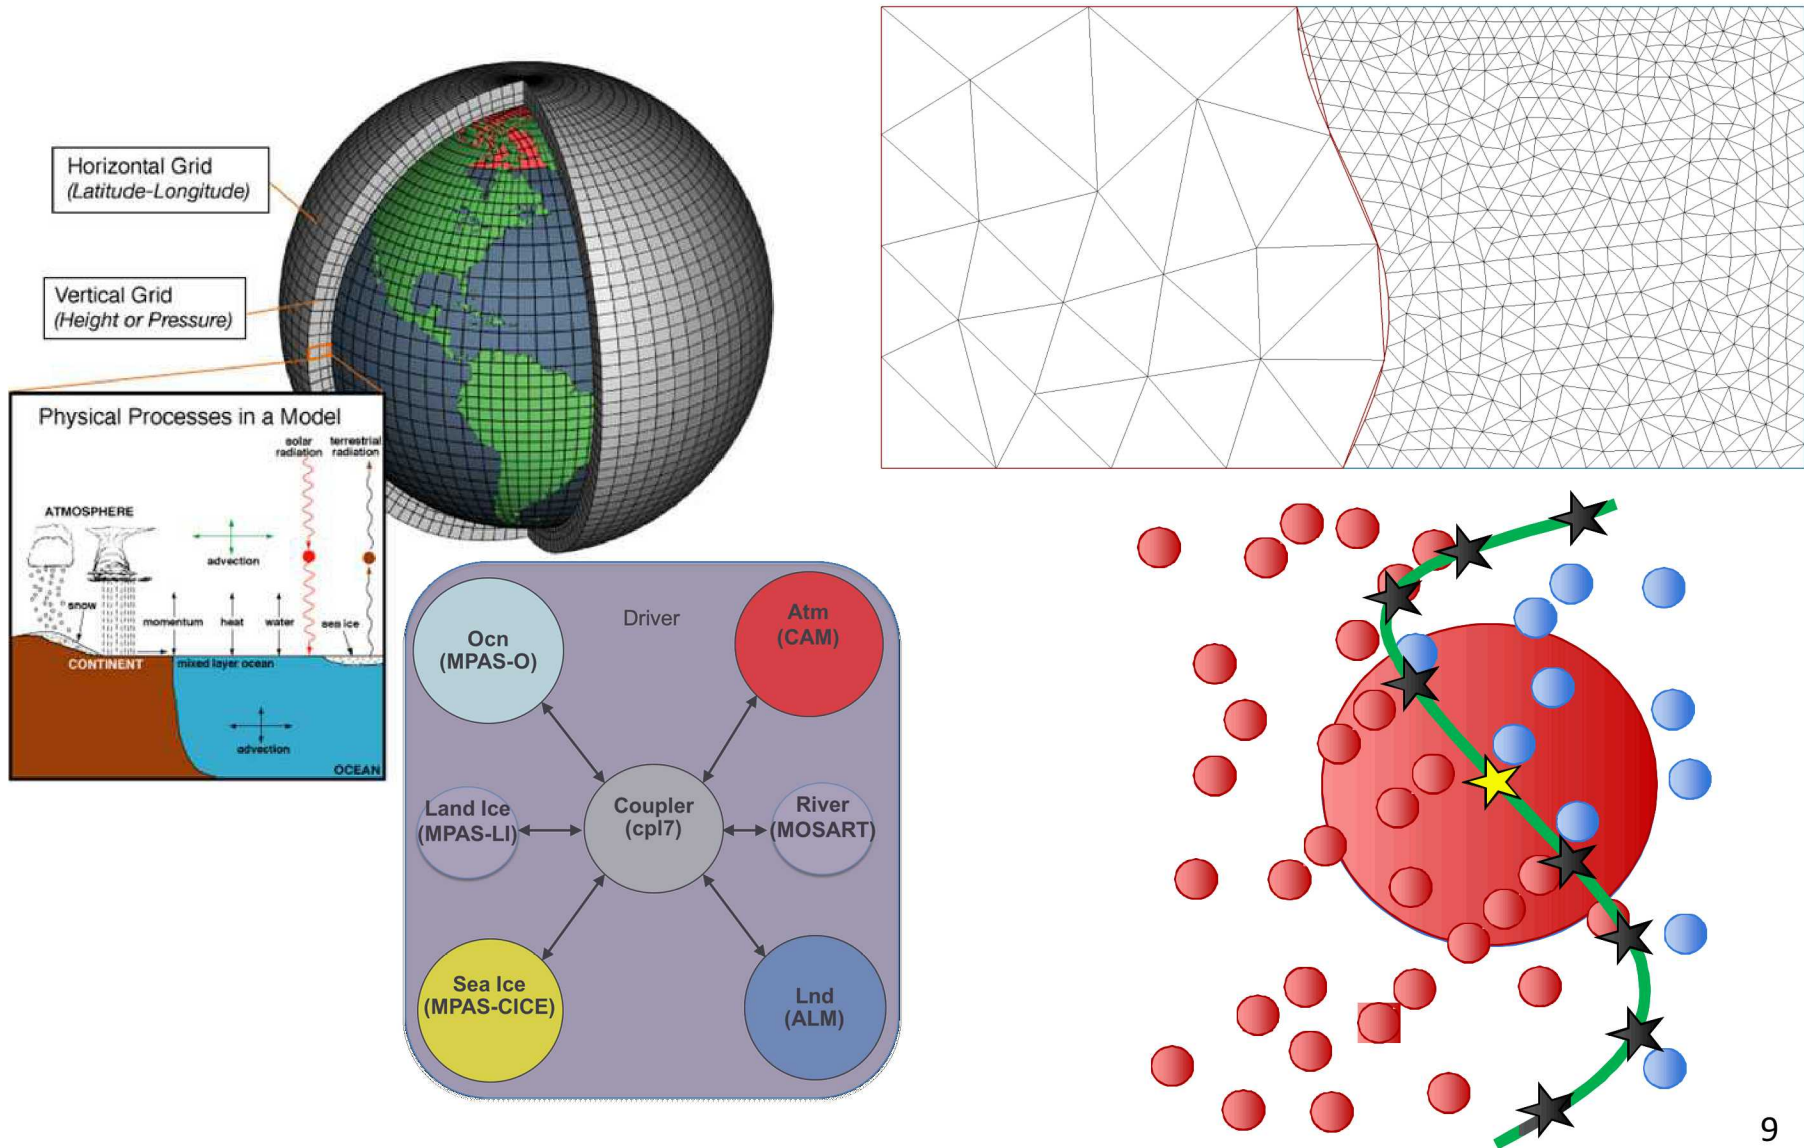 Horizontal Grid
(Latitude-Longitude)
Vertical Grid
(Height or Pressure)
Physical Processes in a Model
solar
radiation
terrestrial
radiation
ATMOSPHERE
advection
snow
momentum
heat
water
sea ice
CONTINENT
mixed layer ocean
advection
OCEAN
Driver
Ocn
(MPAS-O)
Atm
(CAM)
Land Ice
(MPAS-LI)
Coupler
(cpl7)
River
(MOSART)
Sea Ice
(MPAS-CICE)
Lnd
(ALM)
9